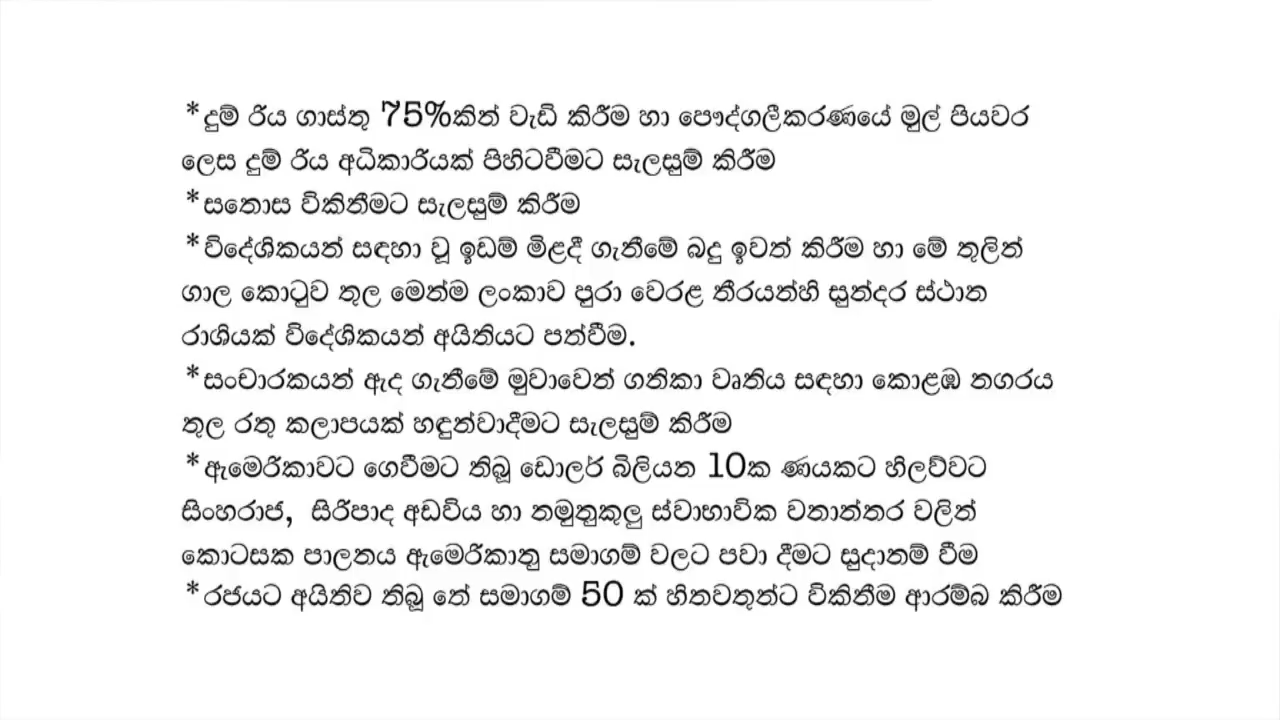 *දුම් රිය ගාස්තු 75%කින් වැඩි කිරීම හා පෞද්ගලීකරණයේ මුල් පියවර
ලෙස දුම් රිය අධිකාරියක් පිහිටවීමට සැලසුම් කිරීම
*සතොස විකිනීමට සැලසුම් කිරීම
*විදේශිකයන් සඳහා වූ ඉඩම් මිළදී ගැනීමේ බදු ඉවත් කිරීම හා මේ තුලින්
ගාල කොටුව තුල මෙන්ම ලංකාව පුරා වෙරළ තීරයන්හි සුන්දර ස්ථාන
රාශියක් විදේශිකයන් අයිතියට පත්වීම.
*සංචාරකයන් ඇද ගැනීමේ මුවාවෙන් ගනිකා වෘතිය සඳහා කොළඹ නගරය
තුල රතු කලාපයක් හඳුන්වාදීමට සැලසුම් කිරීම
*ඇමෙරිකාවට ගෙවීමට තිබූ ඩොලර් බිලියන 10ක ණයකට හිලව්වට
සිංහරාජ, සිරිපාද අඩවිය හා නමුනුකුලු ස්වාභාවික වනාන්තර වලින්
කොටසක පාලනය ඇමෙරිකානු සමාගම් වලට පවා දීමට සුදානම් වීම
*රජයට අයිතිව තිබූ තේ සමාගම් 50 ක් හිතවතුන්ට විකිනීම ආරම්බ කිරීම